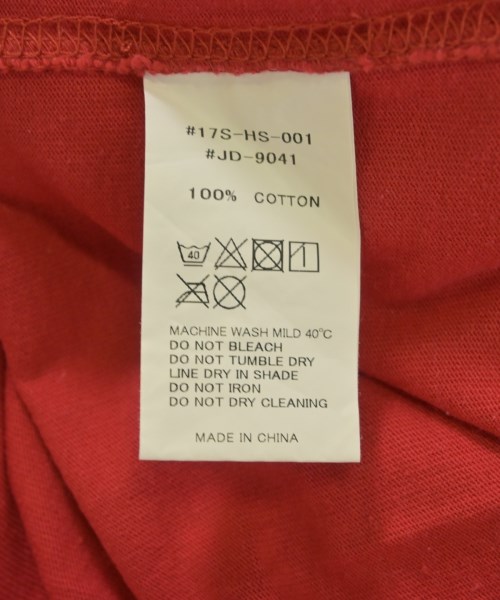 #17S-HS-001
#JD-9041
100% COTTON
40
MACHINE WASH MILD 40°C
DO NOT BLEACH
DO NOT TUMBLE DRY
LINE DRY IN SHADE
DO NOT IRON
DO NOT DRY CLEANING
MADE IN CHINA